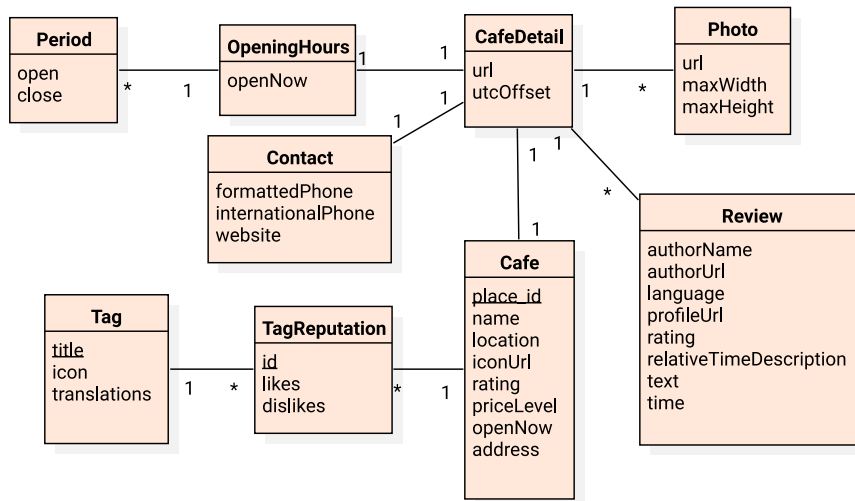 Period
open
close
*
1
OpeningHours
openNow
1
1
CafeDetail
url
utcOffset
1
*
Photo
url
maxWidth
maxHeight
1
1
Contact
formattedPhone
internationalPhone
website
1
1
1
*
Review
authorName
authorUrl
language
profileUrl
rating
relativeTimeDescription
text
time
Tag
title
icon
translations
1
*
TagReputation
id
likes
dislikes
*
1
Cafe
place_id
name
location
iconUrl
rating
priceLevel
openNow
address